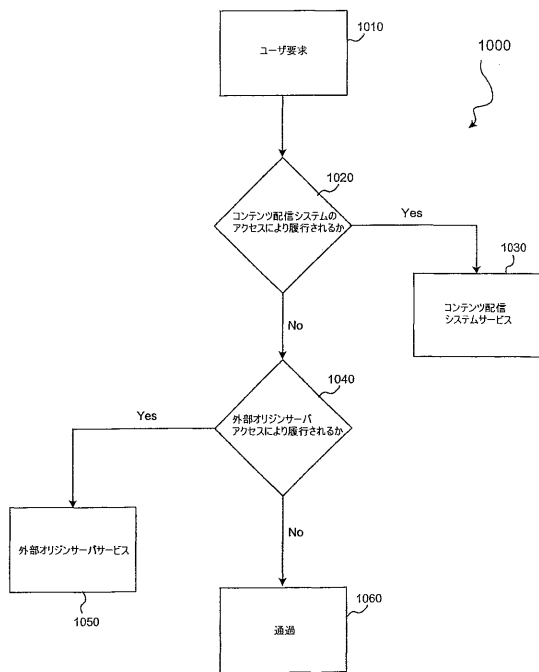 1010
ユーザ要求
1000
1020
コンテンツ配信システムの
アクセスにより履行されるか
Yes
1030
コンテンツ配信
システムサービス
No
1040
外部オリジンサーバ
アクセスにより履行されるか
Yes
外部オリジンサーバサービス
1050
No
1060
通過